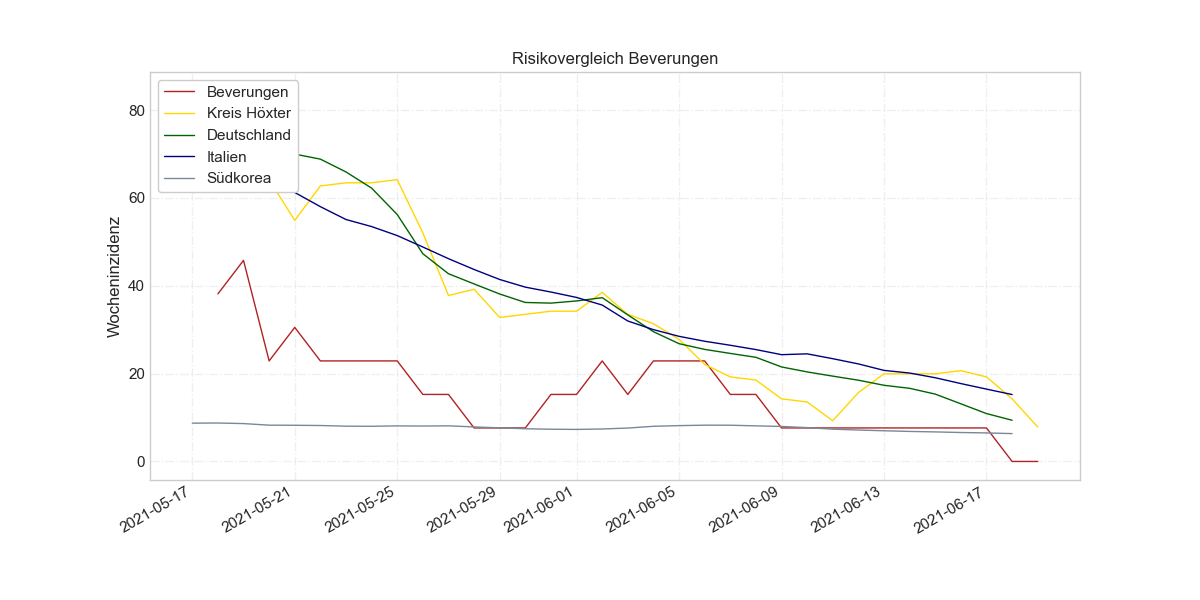 Risikovergleich Beverungen
Beverungen
Kreis Höxter
Deutschland
Italien
Südkorea
Wocheninzidenz
80
60
40
20
0
2021-05-17
2021-05-21
2021-05-25
2021-05-29
2021-06-01
2021-06-05
2021-06-09
2021-06-13
2021-06-17